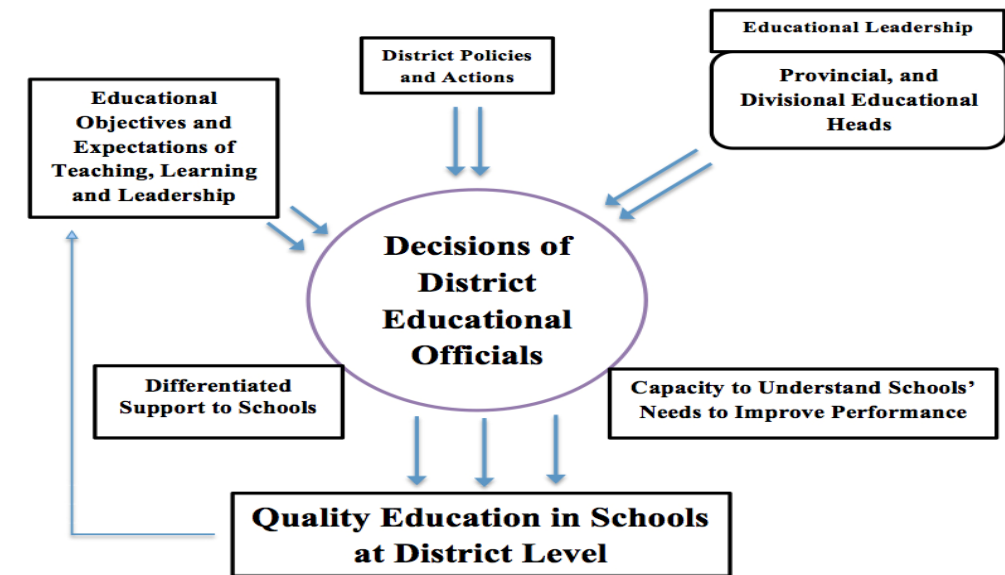 Educational Leadership
Provincial, and
Divisional Educational
Heads
District Policies
and Actions
Educational
Objectives and
Expectations of
Teaching, Learning
and Leadership
Decisions of
District
Educational
Officials
Differentiated
Support to Schools
Capacity to Understand Schools’
Needs to Improve Performance
Quality Education in Schools
at District Level